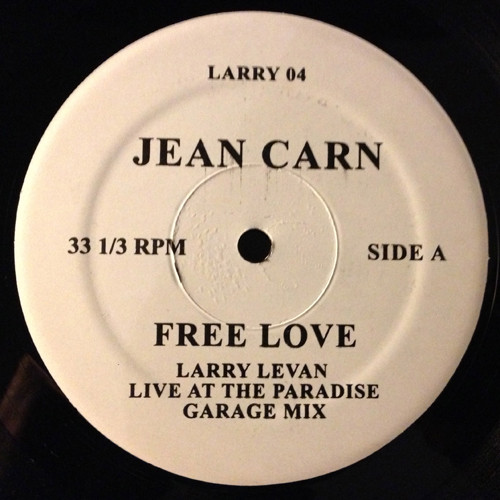 LARRY 04
JEAN CARN
33 1/3 RPM
SIDE A
FREE LOVE
LARRY LEVAN
LIVE AT THE PARADISE
GARAGE MIX